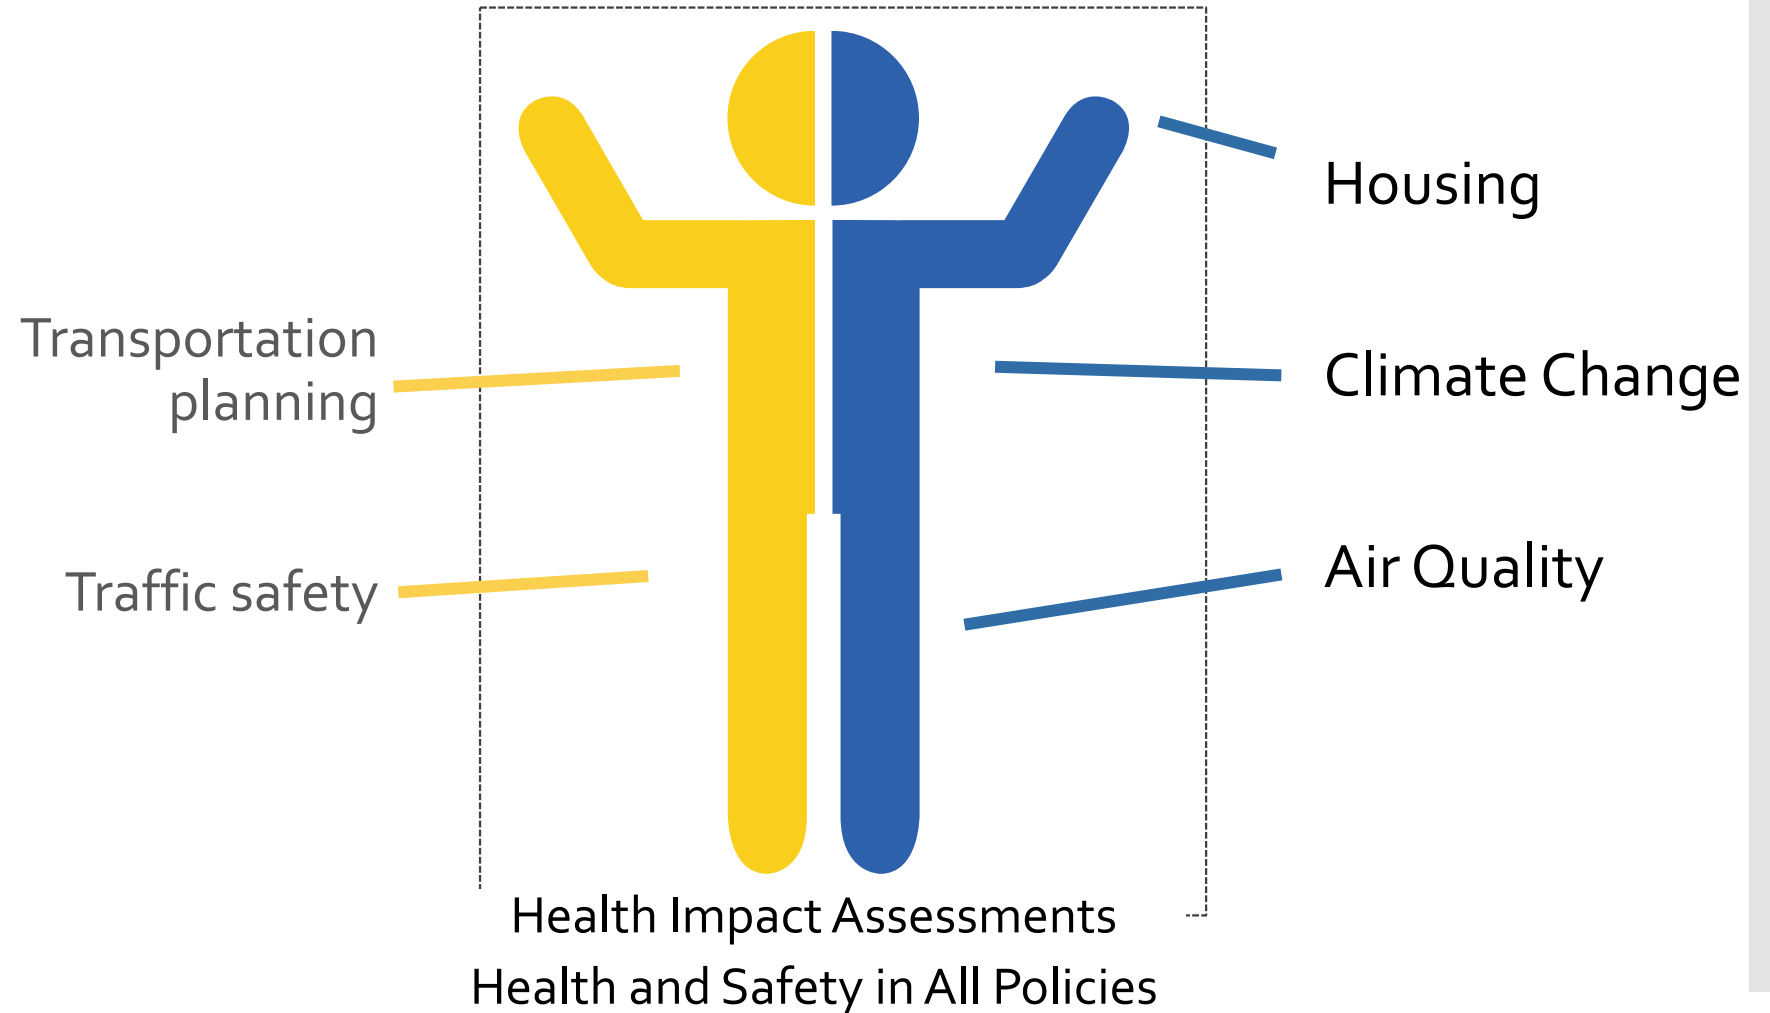 Housing
Transportation
planning
Climate Change
Traffic safety
Air Quality
Health Impact Assessments
Health and Safety in All Policies